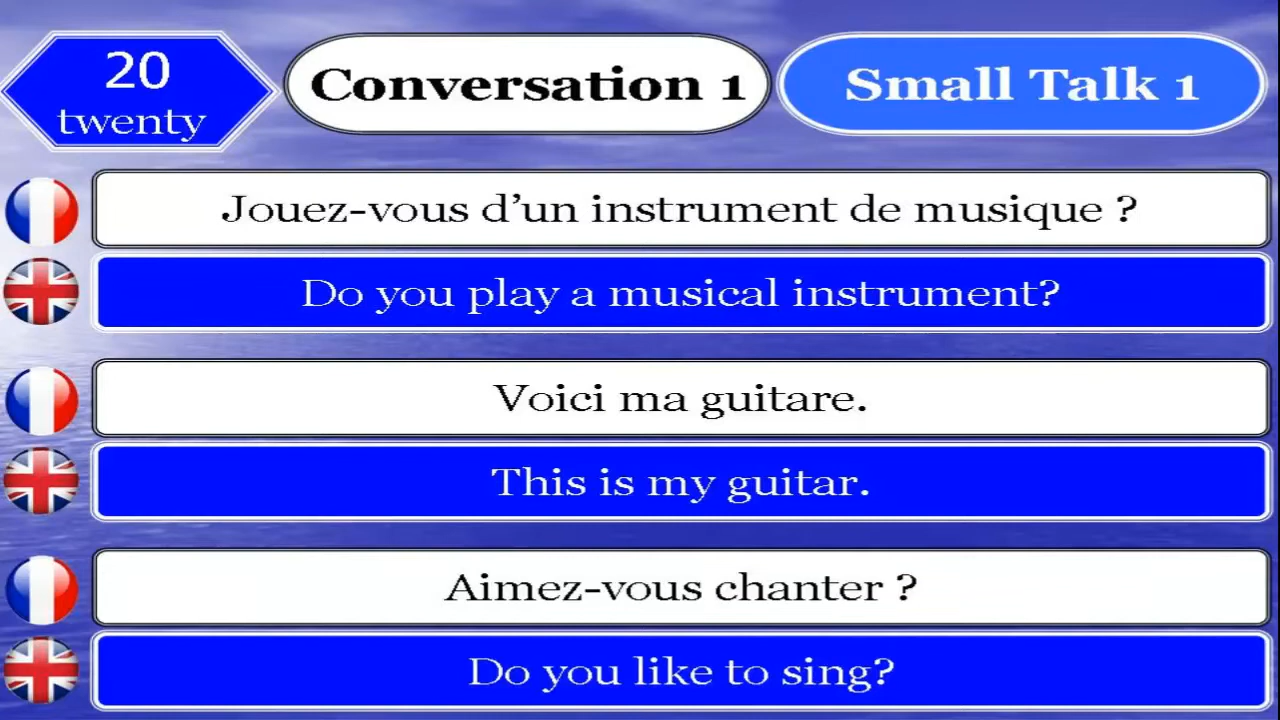 20
twenty
Conversation 1
Small Talk 1
Jouez-vous d’un instrument de musique ?
Do you play a musical instrument?
Voici ma guitare.
This is my guitar.
Aimez-vous chanter ?
Do you like to sing?